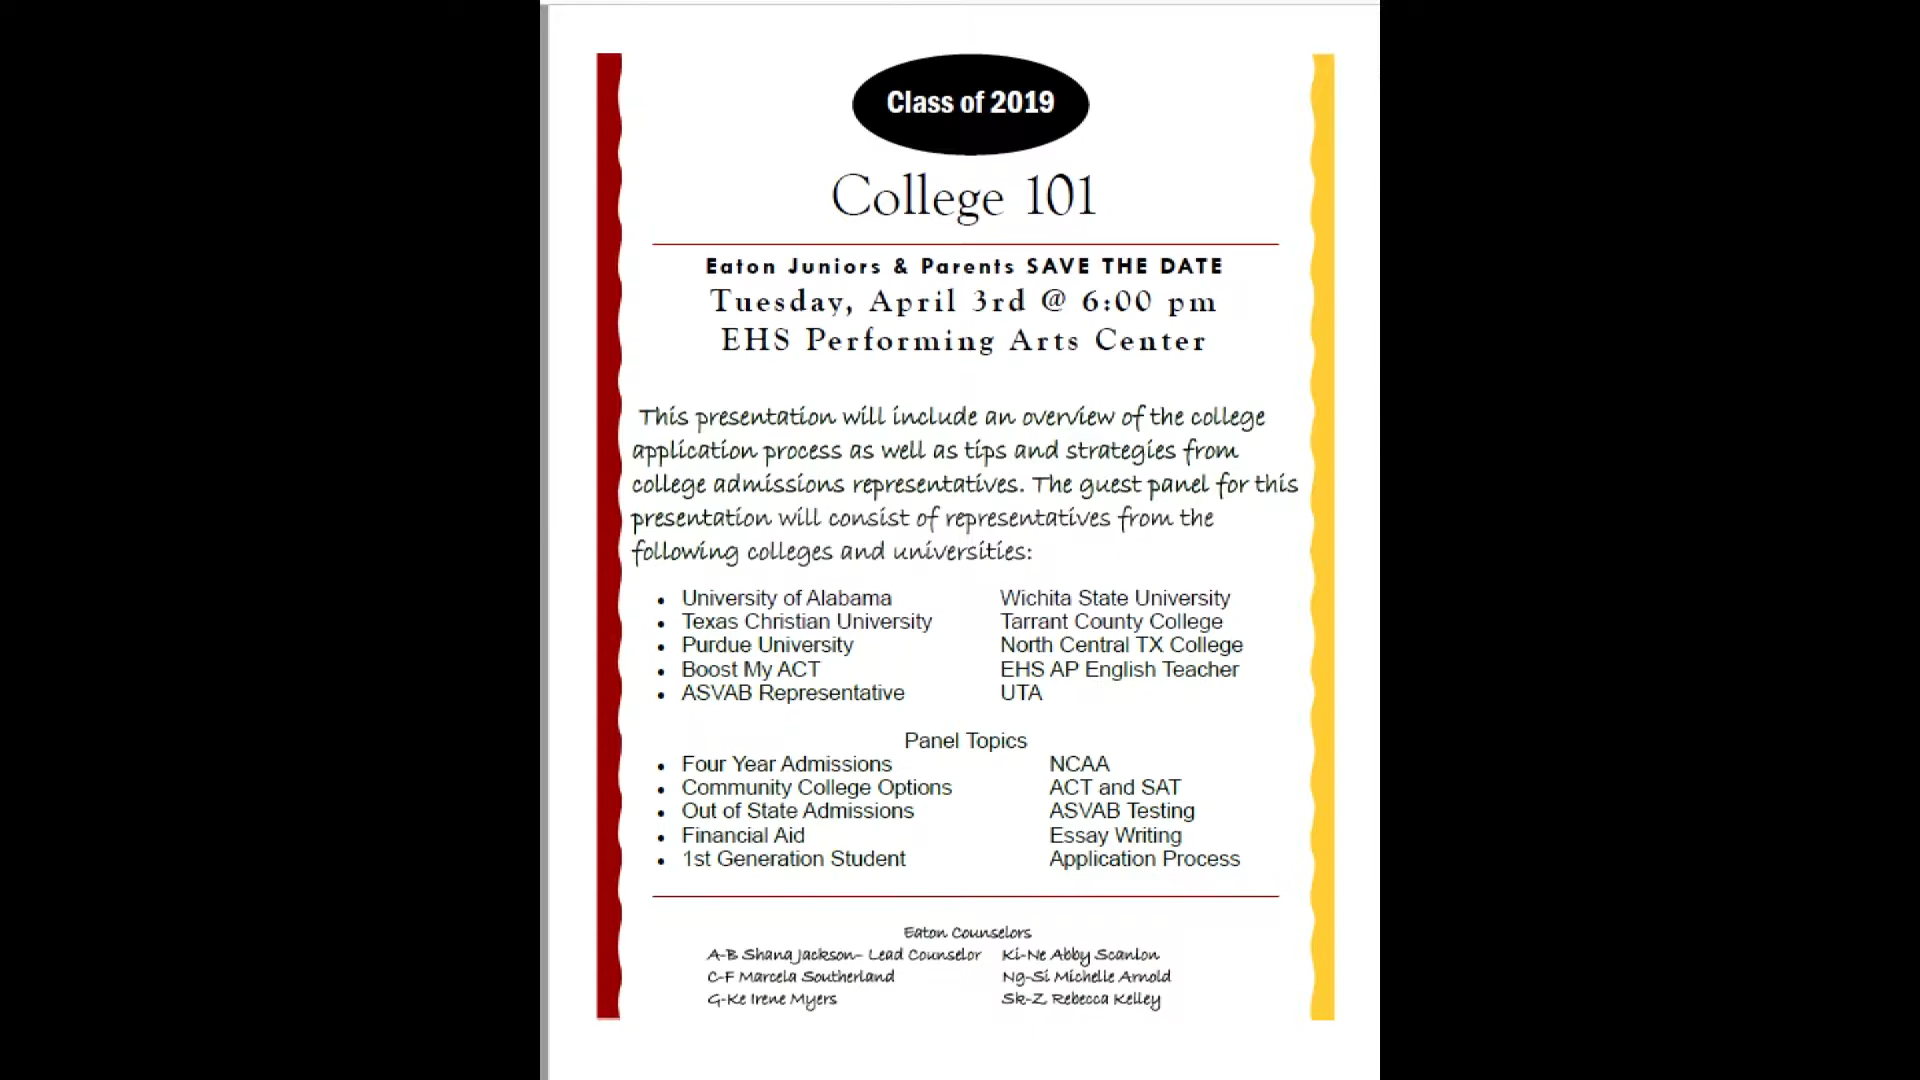 Class of 2019
College 101
Eaton Juniors & Parents SAVE THE DATE
Tuesday, April 3rd @ 6:00 pm
EHS Performing Arts Center
This presentation will include an overview of the college
application process as well as tips and strategies from
college admissions representatives. The guest panel for this
presentation will consist of representatives from the
following colleges and universities:
• University of Alabama Wichita State University
• Texas Christian University Tarrant County College
• Purdue University North Central TX College
• Boost My ACT EHS AP English Teacher
• ASVAB Representative UTA
Panel Topics
• Four Year Admissions NCAA
• Community College Options ACT and SAT
• Out of State Admissions ASVAB Testing
• Financial Aid Essay Writing
• 1st Generation Student Application Process
Eaton Counselors
A-B Shana Jackson– Lead Counselor Ki-Ne Abby Scanlon
C-F Marcela Southerland Ng-Si Michelle Arnold
G-Ke Irene Myers Sk-Z Rebecca Kelley